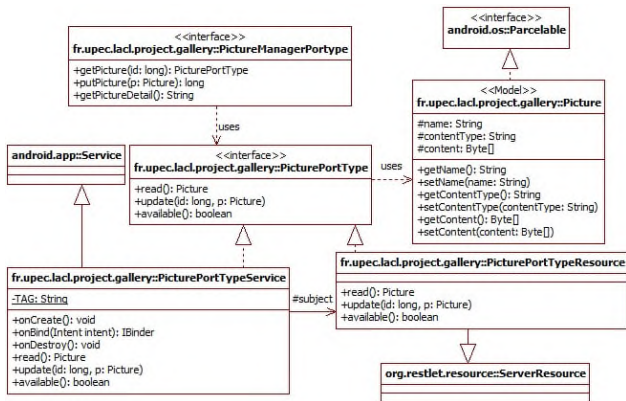 <<interface>>
fr.upec.lacl.project.gallery::PictureManagerPortype
+getPicture(id: long): PicturePortType
+putPicture(p: Picture): long
+getPictureDetail(): String
<<interface>>
android.os::Parcelable
uses
<<Model>>
fr.upec.lacl.project.gallery::Picture
#name: String
#contentType: String
#content: Byte[]
+getName(): String
+setName(name: String)
+getContentType(): String
+setContentType(contentType: String)
+getContent(): Byte[]
+setContent(content: Byte[])
android.app::Service
<<interface>>
fr.upec.lacl.project.gallery::PicturePortType
+read(): Picture
+update(id: long, p: Picture)
+available(): boolean
uses
fr.upec.lacl.project.gallery::PicturePortTypeService
-TAG: String
+onCreate(): void
+onBind(Intent intent): IBinder
+onDestroy(): void
+read(): Picture
+update(id: long, p: Picture)
+available(): boolean
#subject
fr.upec.lacl.project.gallery::PicturePortTypeResource
+read(): Picture
+update(id: long, p: Picture)
+available(): boolean
org.restlet.resource::ServerResource